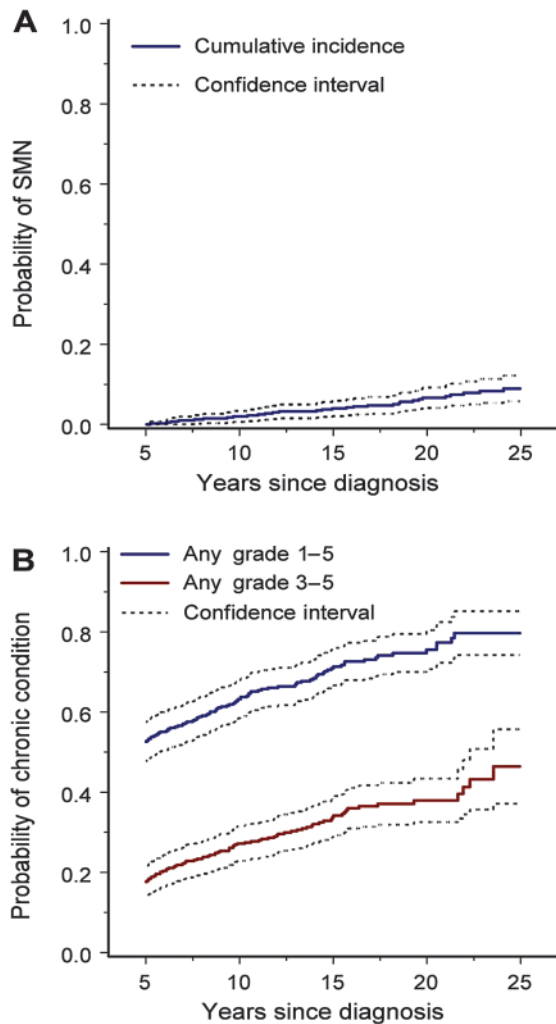 A
1.0
Cumulative incidence
Confidence interval
0.8
0.6
0.4
0.2
0.0
Probability of SMN
5 10 15 20 25
Years since diagnosis
B
1.0
Any grade 1–5
Any grade 3–5
Confidence interval
0.8
0.6
0.4
0.2
0.0
Probability of chronic condition
5 10 15 20 25
Years since diagnosis